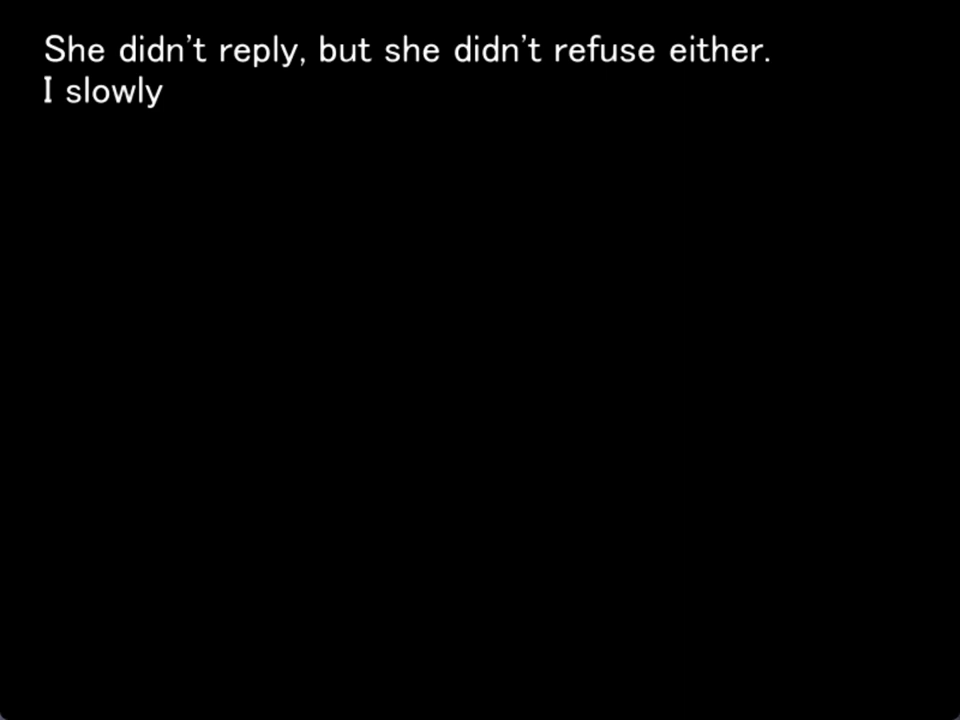 She didn’t reply, but she didn’t refuse either.
I slowly